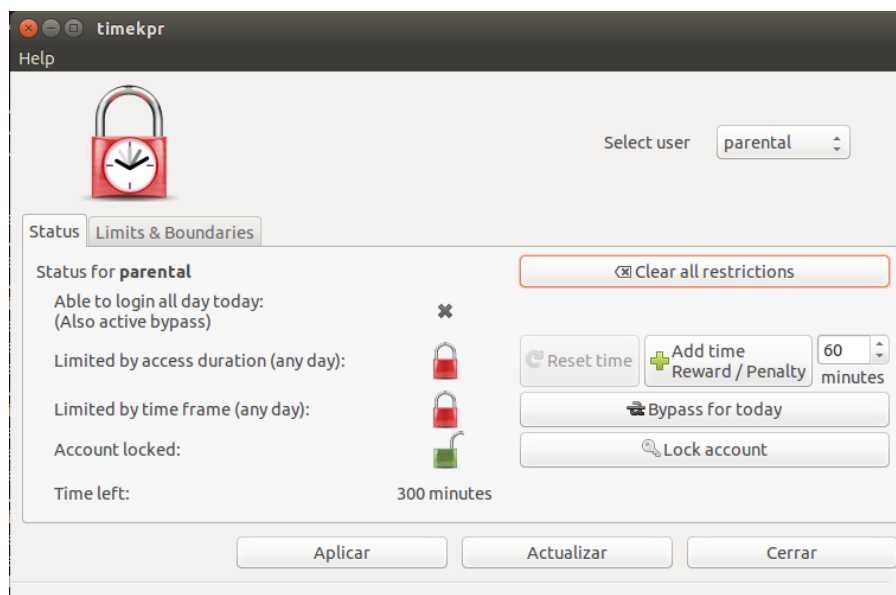 timekpr
Help
Select user parental
Status Limits & Boundaries
Status for parental
Clear all restrictions
Able to login all day today:
(Also active bypass)
Limited by access duration (any day):
Reset time
Add time
Reward / Penalty
60
minutes
Limited by time frame (any day):
Bypass for today
Account locked:
Lock account
Time left: 300 minutes
Aplicar Actualizar Cerrar